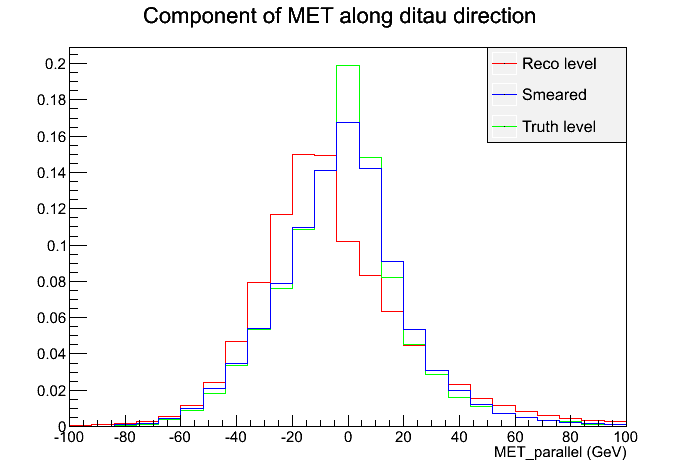 Component of MET along ditau direction
Reco level
Smeared
Truth level
0.2
0.18
0.16
0.14
0.12
0.1
0.08
0.06
0.04
0.02
0
-100 -80 -60 -40 -20 0 20 40 60 80 100
MET_parallel (GeV)